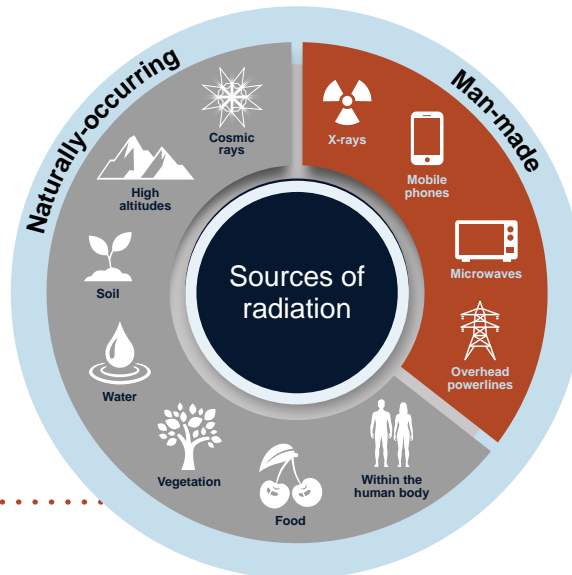 Naturally-occurring
Man-made
Cosmic
rays
X-rays
Mobile
phones
High
altitudes
Microwaves
Soil
Sources of
radiation
Overhead
powerlines
Water
Vegetation
Within the
human body
Food